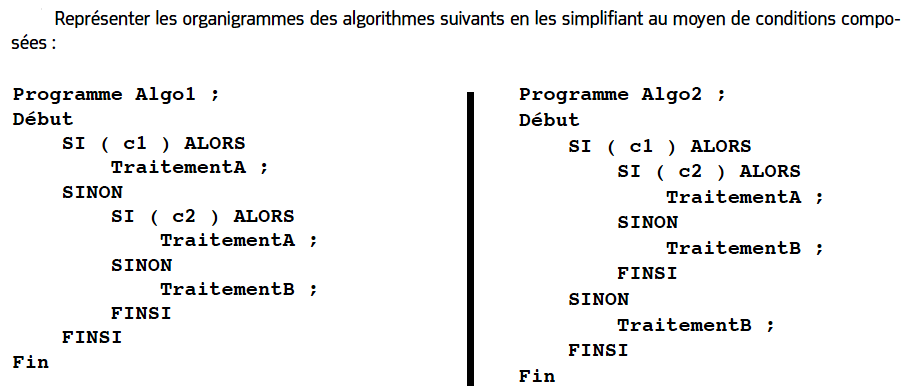 Représenter les organigrammes des algorithmes suivants en les simplifiant au moyen de conditions compo-
sées :
Programme Algo1 ;
Début
SI ( c1 ) ALORS
TraitementA ;
SINON
SI ( c2 ) ALORS
TraitementA ;
SINON
TraitementB ;
FINSI
FINSI
Fin
Programme Algo2 ;
Début
SI ( c1 ) ALORS
SI ( c2 ) ALORS
TraitementA ;
SINON
TraitementB ;
FINSI
SINON
TraitementB ;
FINSI
Fin